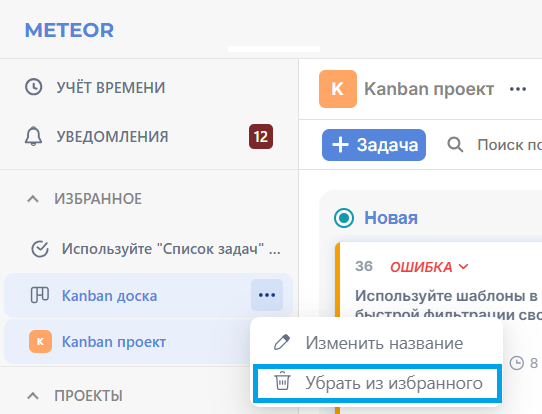 METEOR
УЧЁТ ВРЕМЕНИ
УВЕДОМЛЕНИЯ
12
ИЗБРАННОЕ
Используйте "Список задач" ...
Kanban доска
K
Kanban проект
ПРОЕКТЫ
K
Kanban проект
Задача
Поиск по
Новая
36
ОШИБКА
Используйте шаблоны в
быстрой фильтрации сво
8
Изменить название
Убрать из избранного